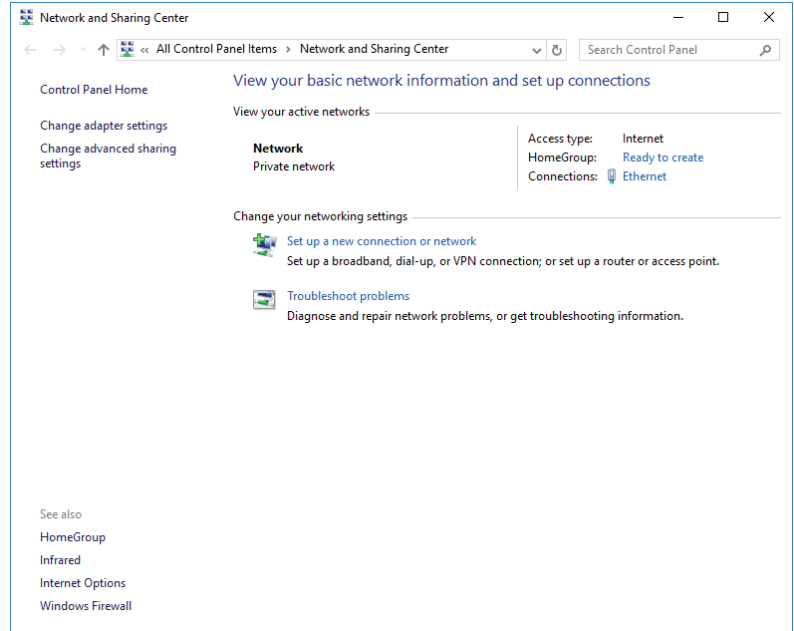 Network and Sharing Center
« All Control Panel Items › Network and Sharing Center
Search Control Panel
Control Panel Home
Change adapter settings
Change advanced sharing
settings
View your basic network information and set up connections
View your active networks
Network
Private network
Access type: Internet
HomeGroup: Ready to create
Connections: Ethernet
Change your networking settings
Set up a new connection or network
Set up a broadband, dial-up, or VPN connection; or set up a router or access point.
Troubleshoot problems
Diagnose and repair network problems, or get troubleshooting information.
See also
HomeGroup
Infrared
Internet Options
Windows Firewall